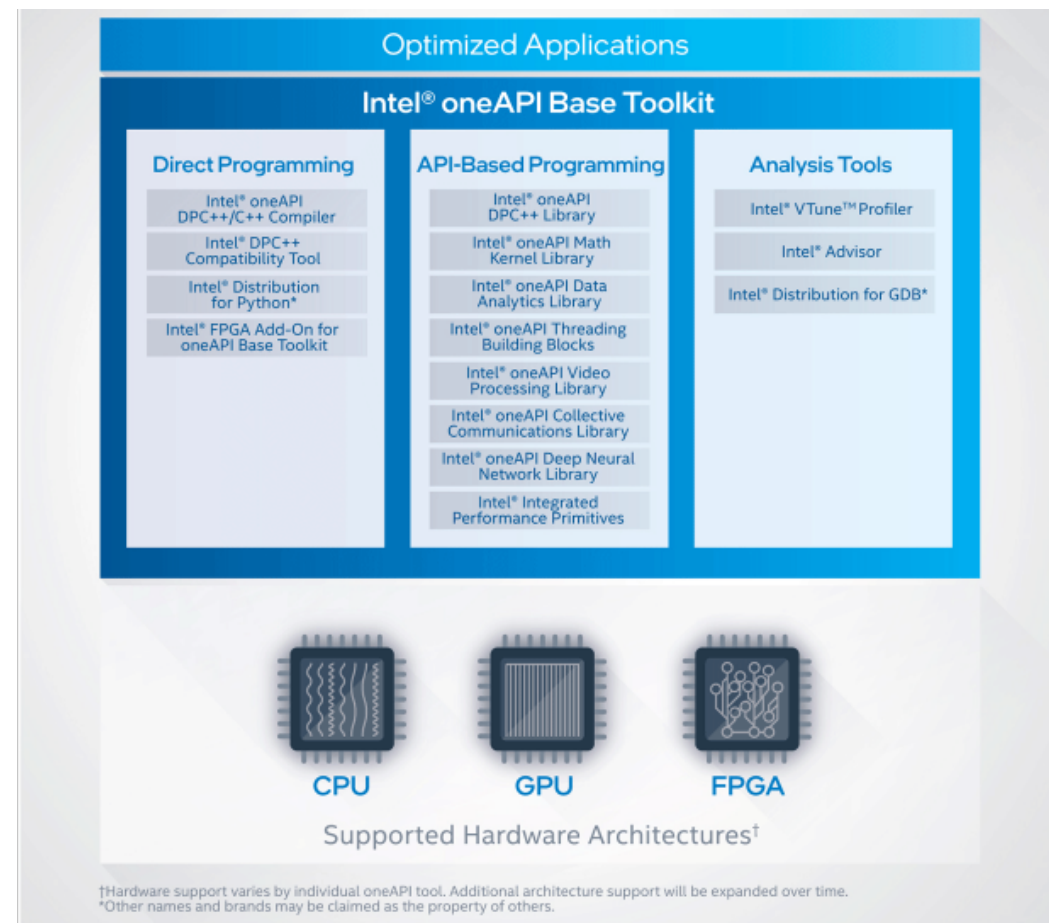 Optimized Applications
Intel® oneAPI Base Toolkit
Direct Programming
Intel® oneAPI
DPC++/C++ Compiler
Intel® DPC++
Compatibility Tool
Intel® Distribution
for Python*
Intel® FPGA Add-On for
oneAPI Base Toolkit
API-Based Programming
Intel® oneAPI
DPC++ Library
Intel® oneAPI Math
Kernel Library
Intel® oneAPI Data
Analytics Library
Intel® oneAPI Threading
Building Blocks
Intel® oneAPI Video
Processing Library
Intel® oneAPI Collective
Communications Library
Intel® oneAPI Deep Neural
Network Library
Intel® Integrated
Performance Primitives
Analysis Tools
Intel® VTune™ Profiler
Intel® Advisor
Intel® Distribution for GDB*
CPU
GPU
FPGA
Supported Hardware Architectures†
†Hardware support varies by individual oneAPI tool. Additional architecture support will be expanded over time.
*Other names and brands may be claimed as the property of others.